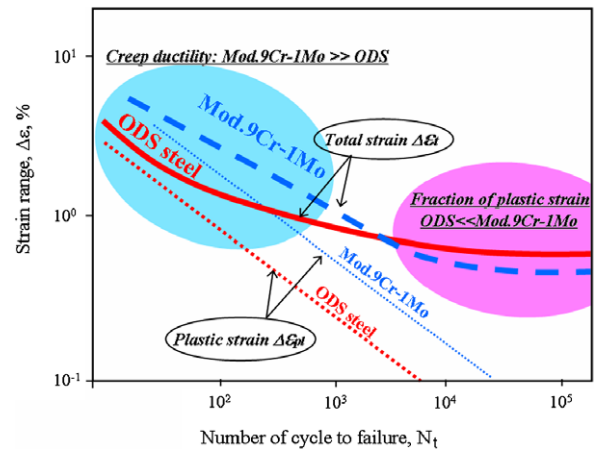 10¹
Creep ductility: Mod.9Cr-1Mo >> ODS
Mod.9Cr-1Mo
ODS steel
Total strain Δεt
Fraction of plastic strain
ODS<<Mod.9Cr-1Mo
Strain range, Δε, %
10⁰
Mod.9Cr-1Mo
ODS steel
Plastic strain Δεpl
10⁻¹
10² 10³ 10⁴ 10⁵
Number of cycle to failure, Nt